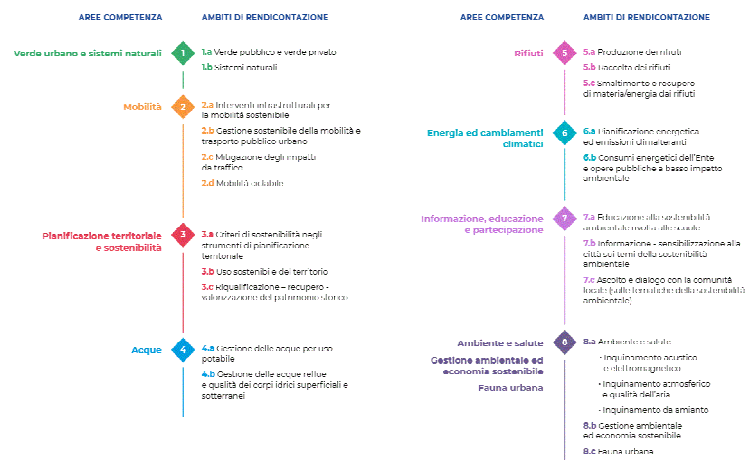 AREE COMPETENZA
AMBITI DI RENDICONTAZIONE
Verde urbano e sistemi naturali
1
1.a Verde pubblico e verde privato
1.b Sistemi naturali
Mobilità
2
2.a Interventi infrastrutturali per
la mobilità sostenibile
2.b Gestione sostenibile della mobilità e
trasporto pubblico urbano
2.c Mitigazione degli impatti
da traffico
2.d Mobilità ciclabile
Pianificazione territoriale
e sostenibilità
3
3.a Criteri di sostenibilità negli
strumenti di pianificazione
territoriale
3.b Uso sostenibile del territorio
3.c Riqualificazione – recupero -
valorizzazione del patrimonio storico
Acque
4
4.a Gestione delle acque per uso
potabile
4.b Gestione delle acque reflue
e qualità dei corpi idrici superficiali e
sotterranei
AREE COMPETENZA
AMBITI DI RENDICONTAZIONE
Rifiuti
5
5.a Produzione dei rifiuti
5.b Raccolta dei rifiuti
5.c Smaltimento e recupero
di materia/energia dai rifiuti
Energia ed cambiamenti
climatici
6
6.a Pianificazione energetica
ed emissioni climalteranti
6.b Consumi energetici dell'Ente
e opere pubbliche a basso impatto
ambientale
Informazione, educazione
e partecipazione
7
7.a Educazione alla sostenibilità
ambientale rivolta alle scuole
7.b Informazione - sensibilizzazione alla
città sui temi della sostenibilità
ambientale
7.c Ascolto e dialogo con la comunità
locale (sulle tematiche della sostenibilità
ambientale)
Ambiente e salute
Gestione ambientale ed
economia sostenibile
Fauna urbana
8
8.a Ambiente e salute
• Inquinamento acustico
e elettromagnetico
• Inquinamento atmosferico
e qualità dell'aria
• Inquinamento da amianto
8.b Gestione ambientale
ed economia sostenibile
8.c Fauna urbana